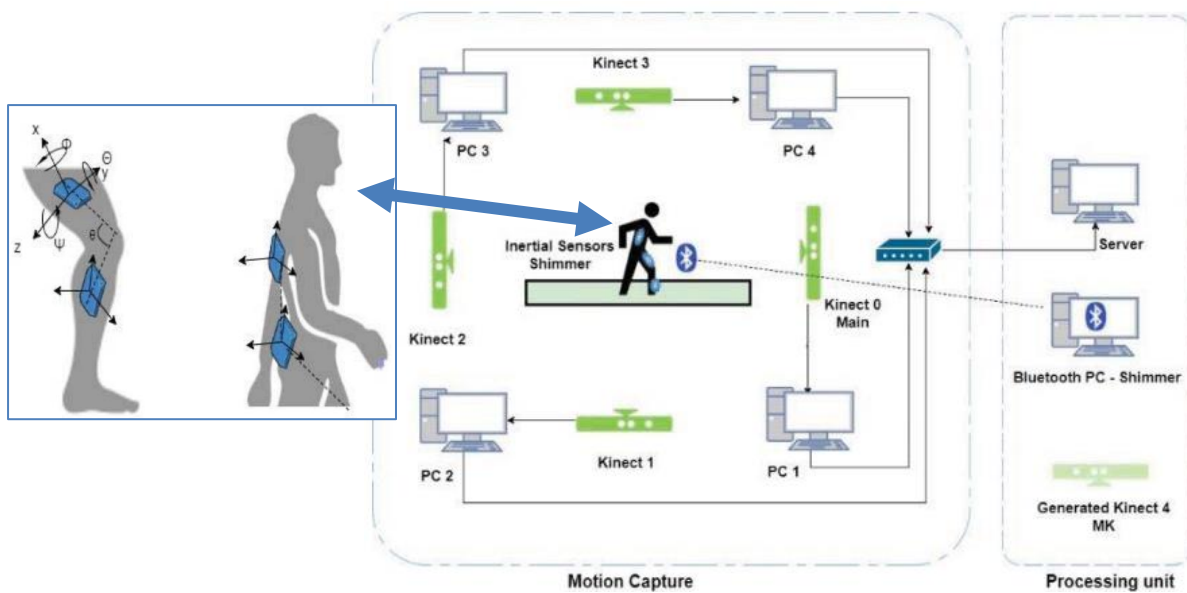 Kinect 3
PC 3
PC 4
x
φ
Θ
y
z
ψ
θ
Inertial Sensors
Shimmer
Server
Kinect 2
Kinect 0
Main
Bluetooth PC - Shimmer
PC 2
Kinect 1
PC 1
Generated Kinect 4
MK
Motion Capture
Processing unit